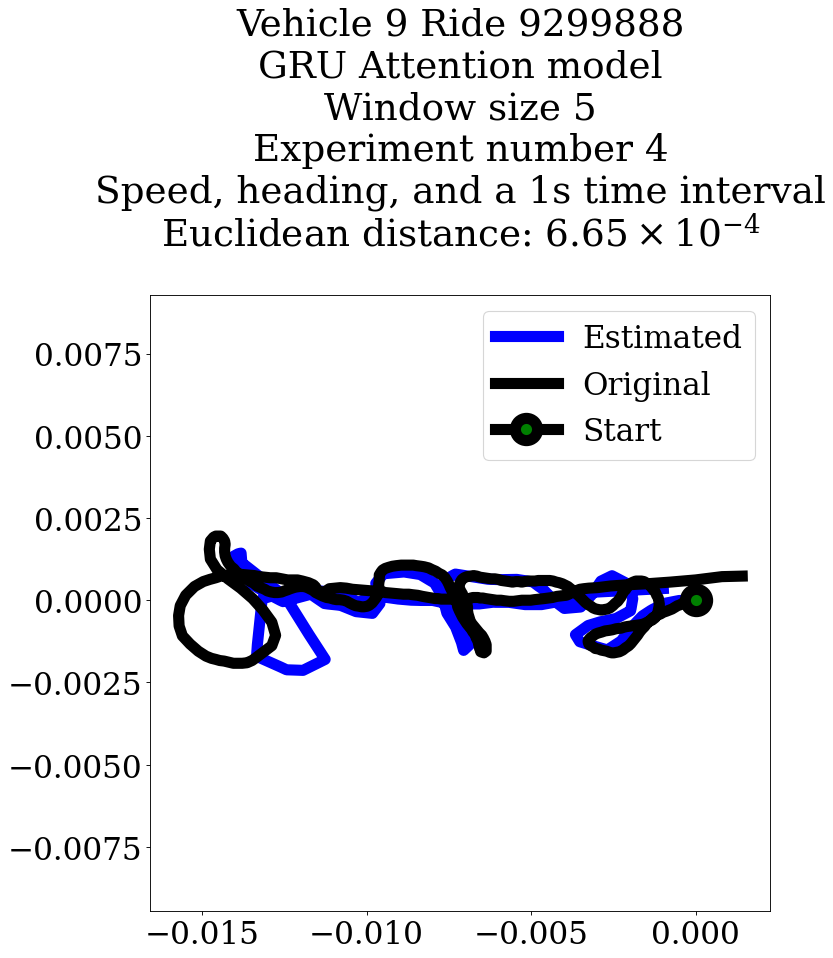 Vehicle 9 Ride 9299888
GRU Attention model
Window size 5
Experiment number 4
Speed, heading, and a 1s time interval
Euclidean distance: 6.65 × 10⁻⁴
Estimated
Original
Start
0.0075
0.0050
0.0025
0.0000
−0.0025
−0.0050
−0.0075
−0.015
−0.010
−0.005
0.000